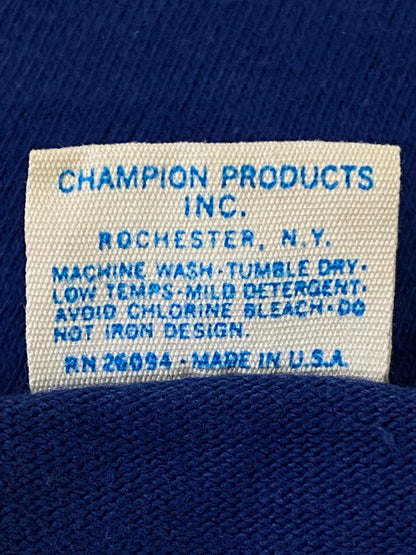 CHAMPION PRODUCTS
INC.
ROCHESTER, N.Y.
MACHINE WASH·TUMBLE DRY·
LOW TEMPS·MILD DETERGENT·
AVOID CHLORINE BLEACH·DO
NOT IRON DESIGN.
RN 26094 · MADE IN U.S.A.